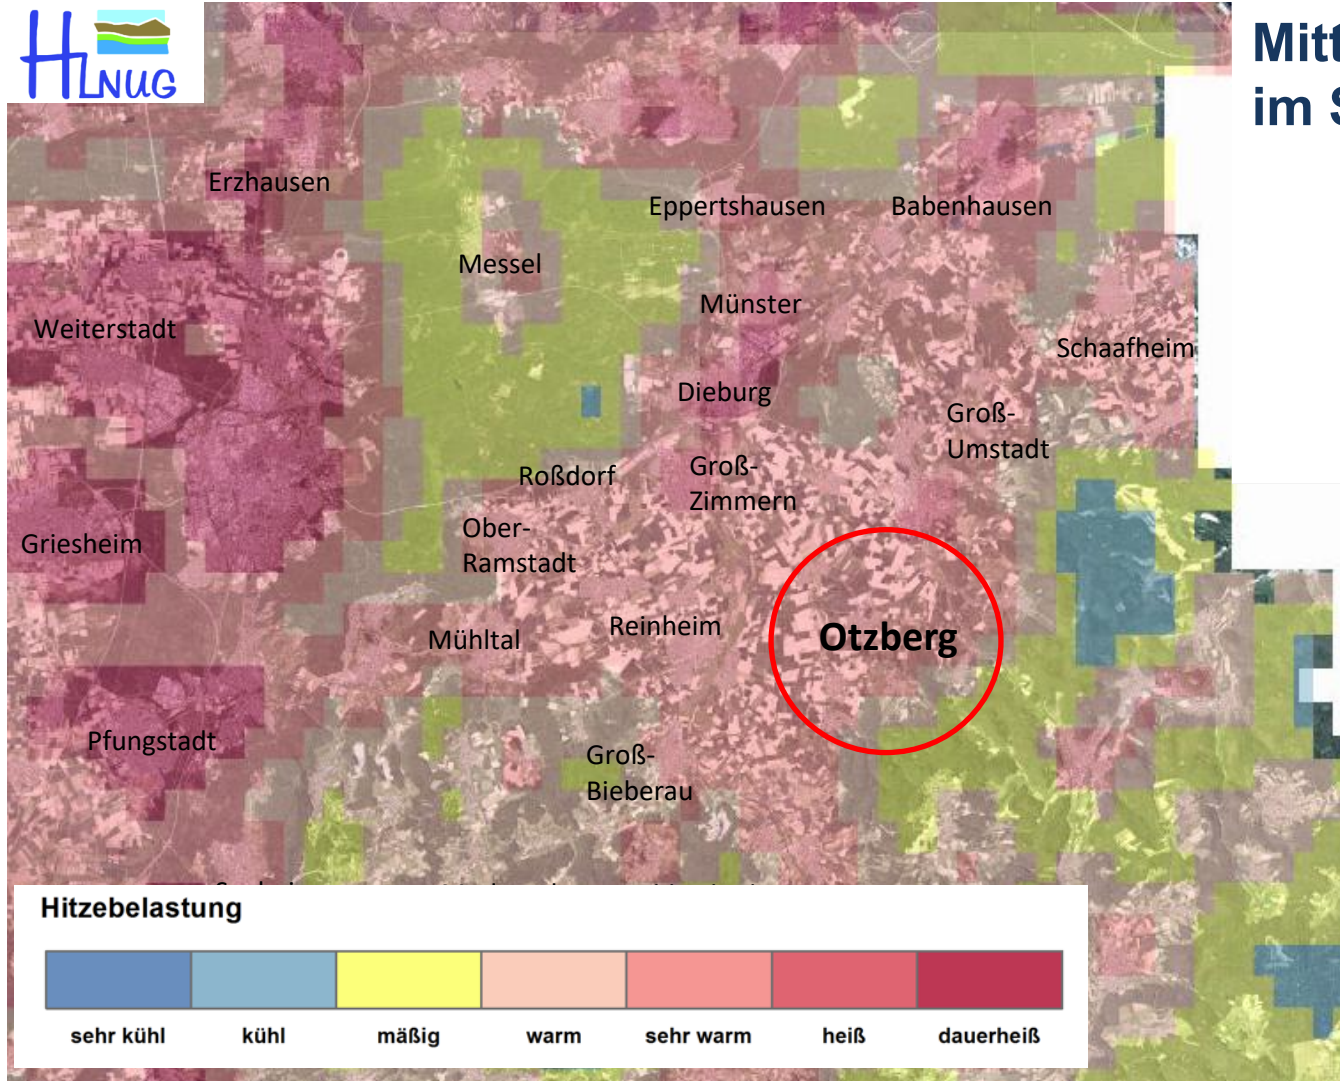 HLNUG
Mitt
im S
Erzhausen
Eppertshausen
Babenhausen
Messel
Münster
Weiterstadt
Schaafheim
Dieburg
Groß-
Umstadt
Roßdorf
Groß-
Zimmern
Ober-
Ramstadt
Griesheim
Reinheim
Otzberg
Mühltal
Pfungstadt
Groß-
Bieberau
Hitzebelastung
sehr kühl
kühl
mäßig
warm
sehr warm
heiß
dauerheiß